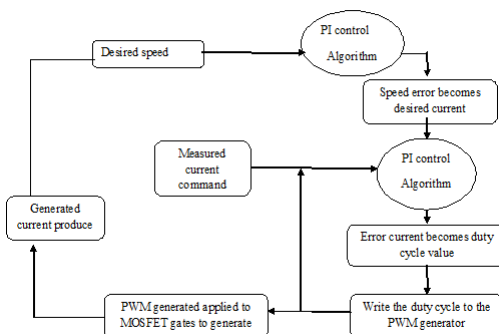 Desired speed
PI control
Algorithm
Speed error becomes
desired current
Measured
current
command
PI control
Algorithm
Generated
current produce
Error current becomes duty
cycle value
PWM generated applied to
MOSFET gates to generate
Write the duty cycle to the
PWM generator